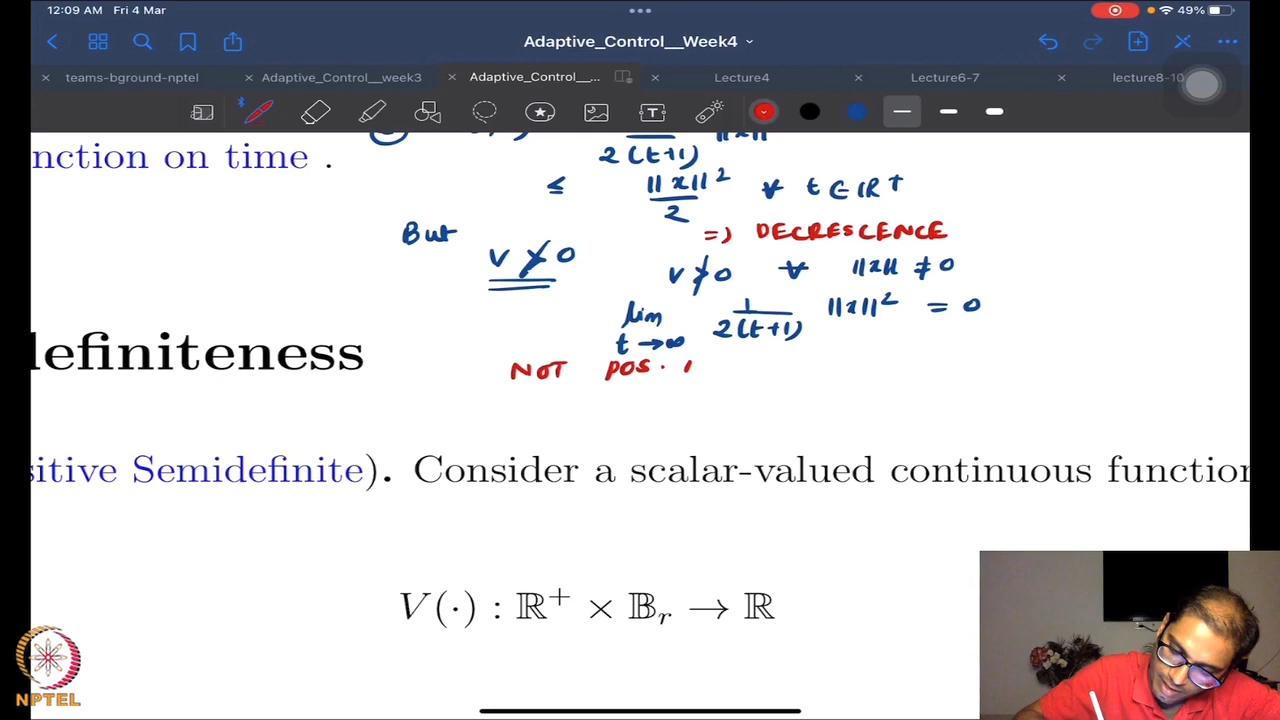 12:09 AM Fri 4 Mar
49%
Adaptive_Control__Week4
teams-bground-nptel
Adaptive_Control__week3
Adaptive_Control__...
Lecture4
Lecture6-7
lecture8-10
nction on time .
2(t+1) ||x||²
≤ ||x||²/2 ∀ t ∈ ℝ⁺
But V ≯ 0
=> DECRESCENCE
V ≯ 0 ∀ ||x|| ≠ 0
lim t→∞ 1/2(t+1) ||x||² = 0
NOT POS.
definiteness
sitive Semidefinite). Consider a scalar-valued continuous function
V(·) : ℝ⁺ × 𝔹ᵣ → ℝ
NPTEL